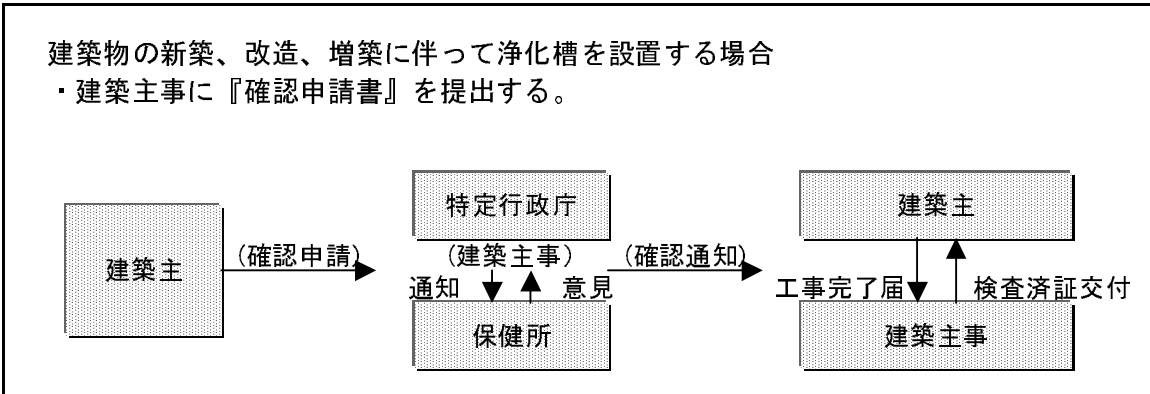 建築物の新築、改造、増築に伴って浄化槽を設置する場合
・建築主事に『確認申請書』を提出する。
建築主
(確認申請)
特定行政庁
(建築主事)
通知
意見
保健所
(確認通知)
建築主
工事完了届
検査済証交付
建築主事